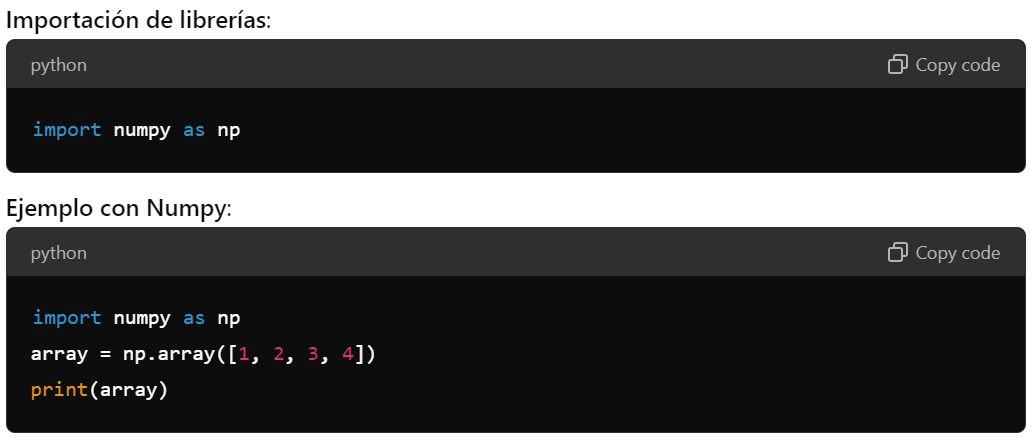 Importación de librerías:
python Copy code
import numpy as np
Ejemplo con Numpy:
python Copy code
import numpy as np
array = np.array([1, 2, 3, 4])
print(array)